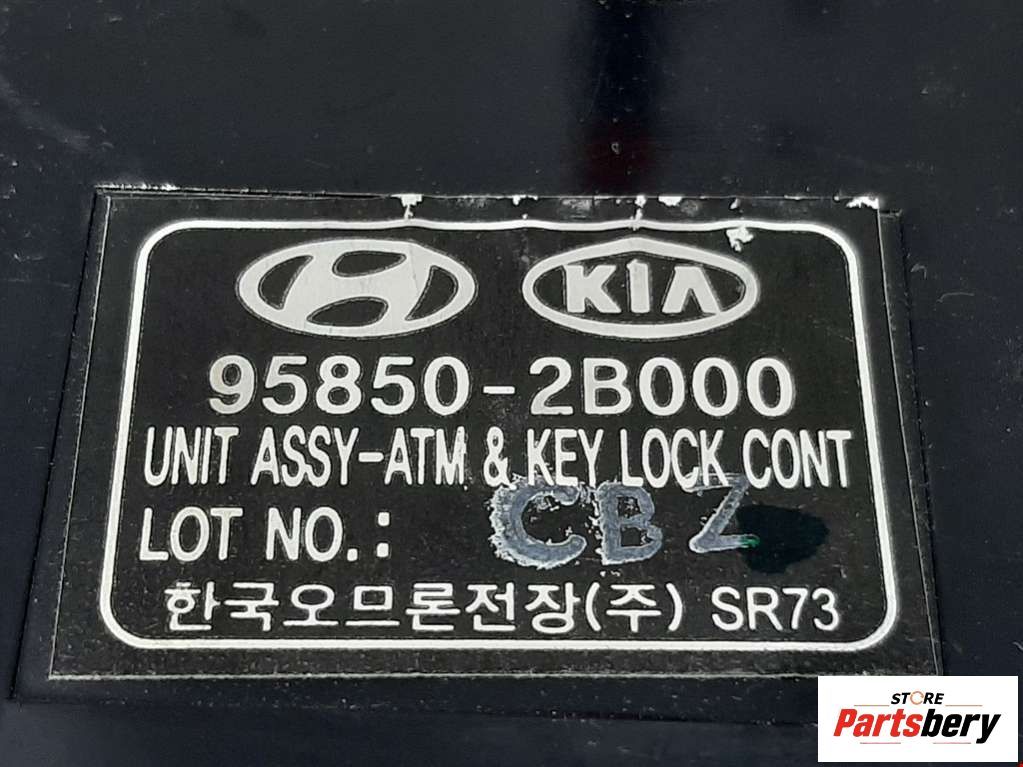 KIA
95850-2B000
UNIT ASSY-ATM & KEY LOCK CONT
LOT NO.: CBZ
한국오므론전장(주) SR73
STORE
Partsbery